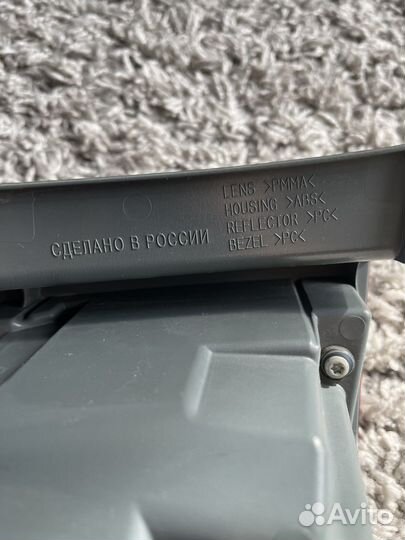 LENS >PMMA<
HOUSING >ABS<
REFLECTOR >PC<
BEZEL >PC<
СДЕЛАНО В РОССИИ
Avito